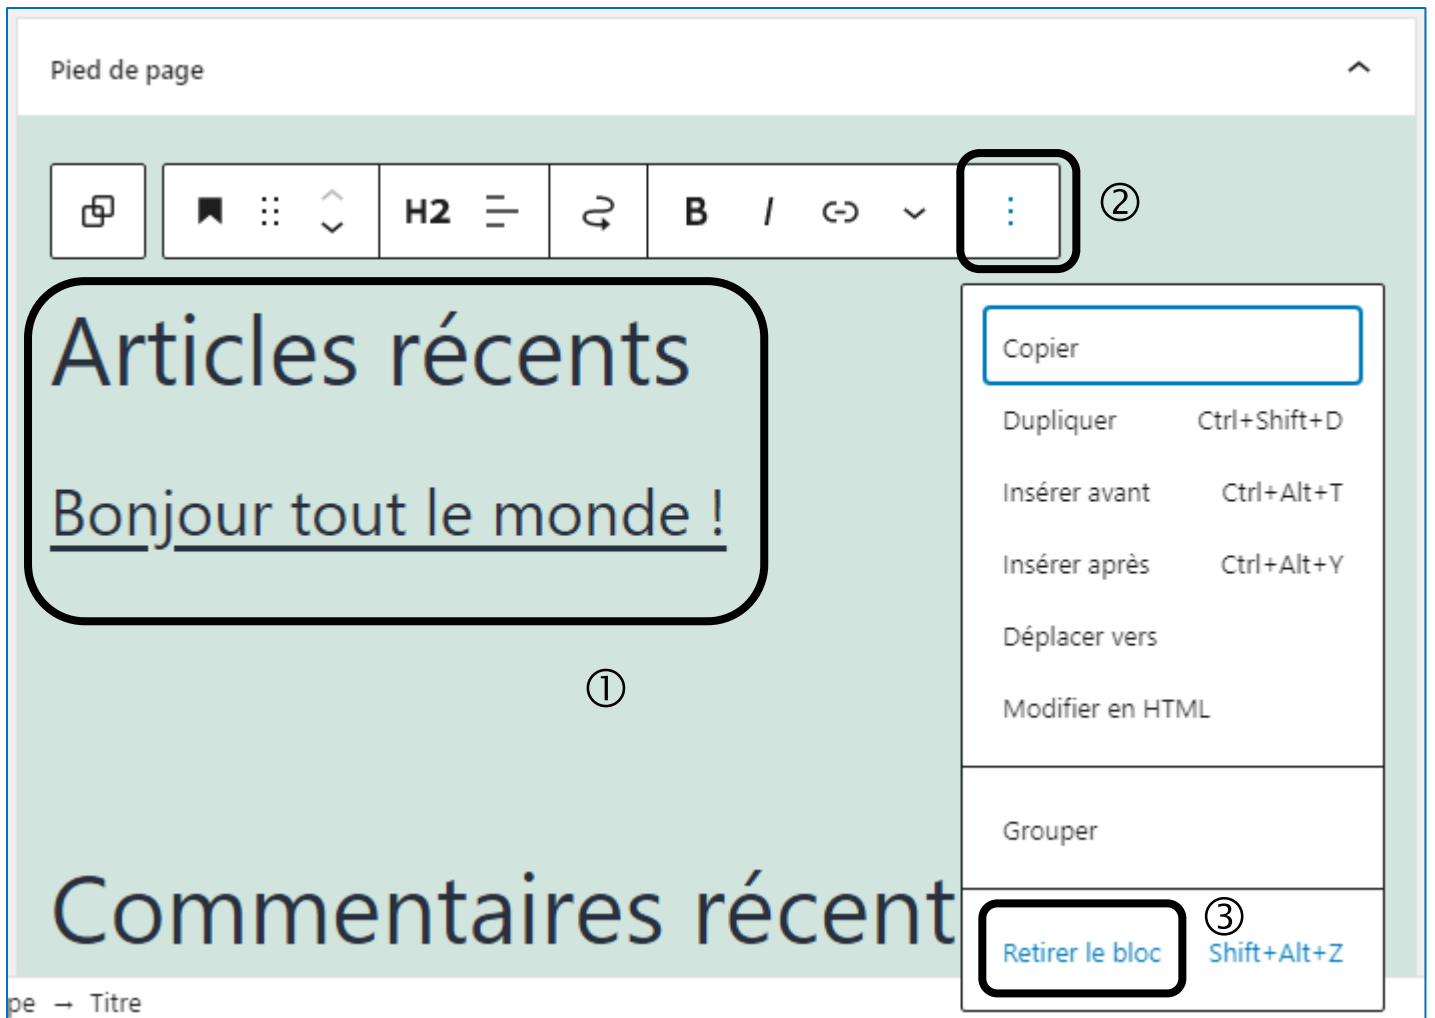 Pied de page
H2 B I
②
Articles récents
Bonjour tout le monde !
①
Commentaires récent
Copier
Dupliquer Ctrl+Shift+D
Insérer avant Ctrl+Alt+T
Insérer après Ctrl+Alt+Y
Déplacer vers
Modifier en HTML
Grouper
③
Retirer le bloc Shift+Alt+Z
pe → Titre